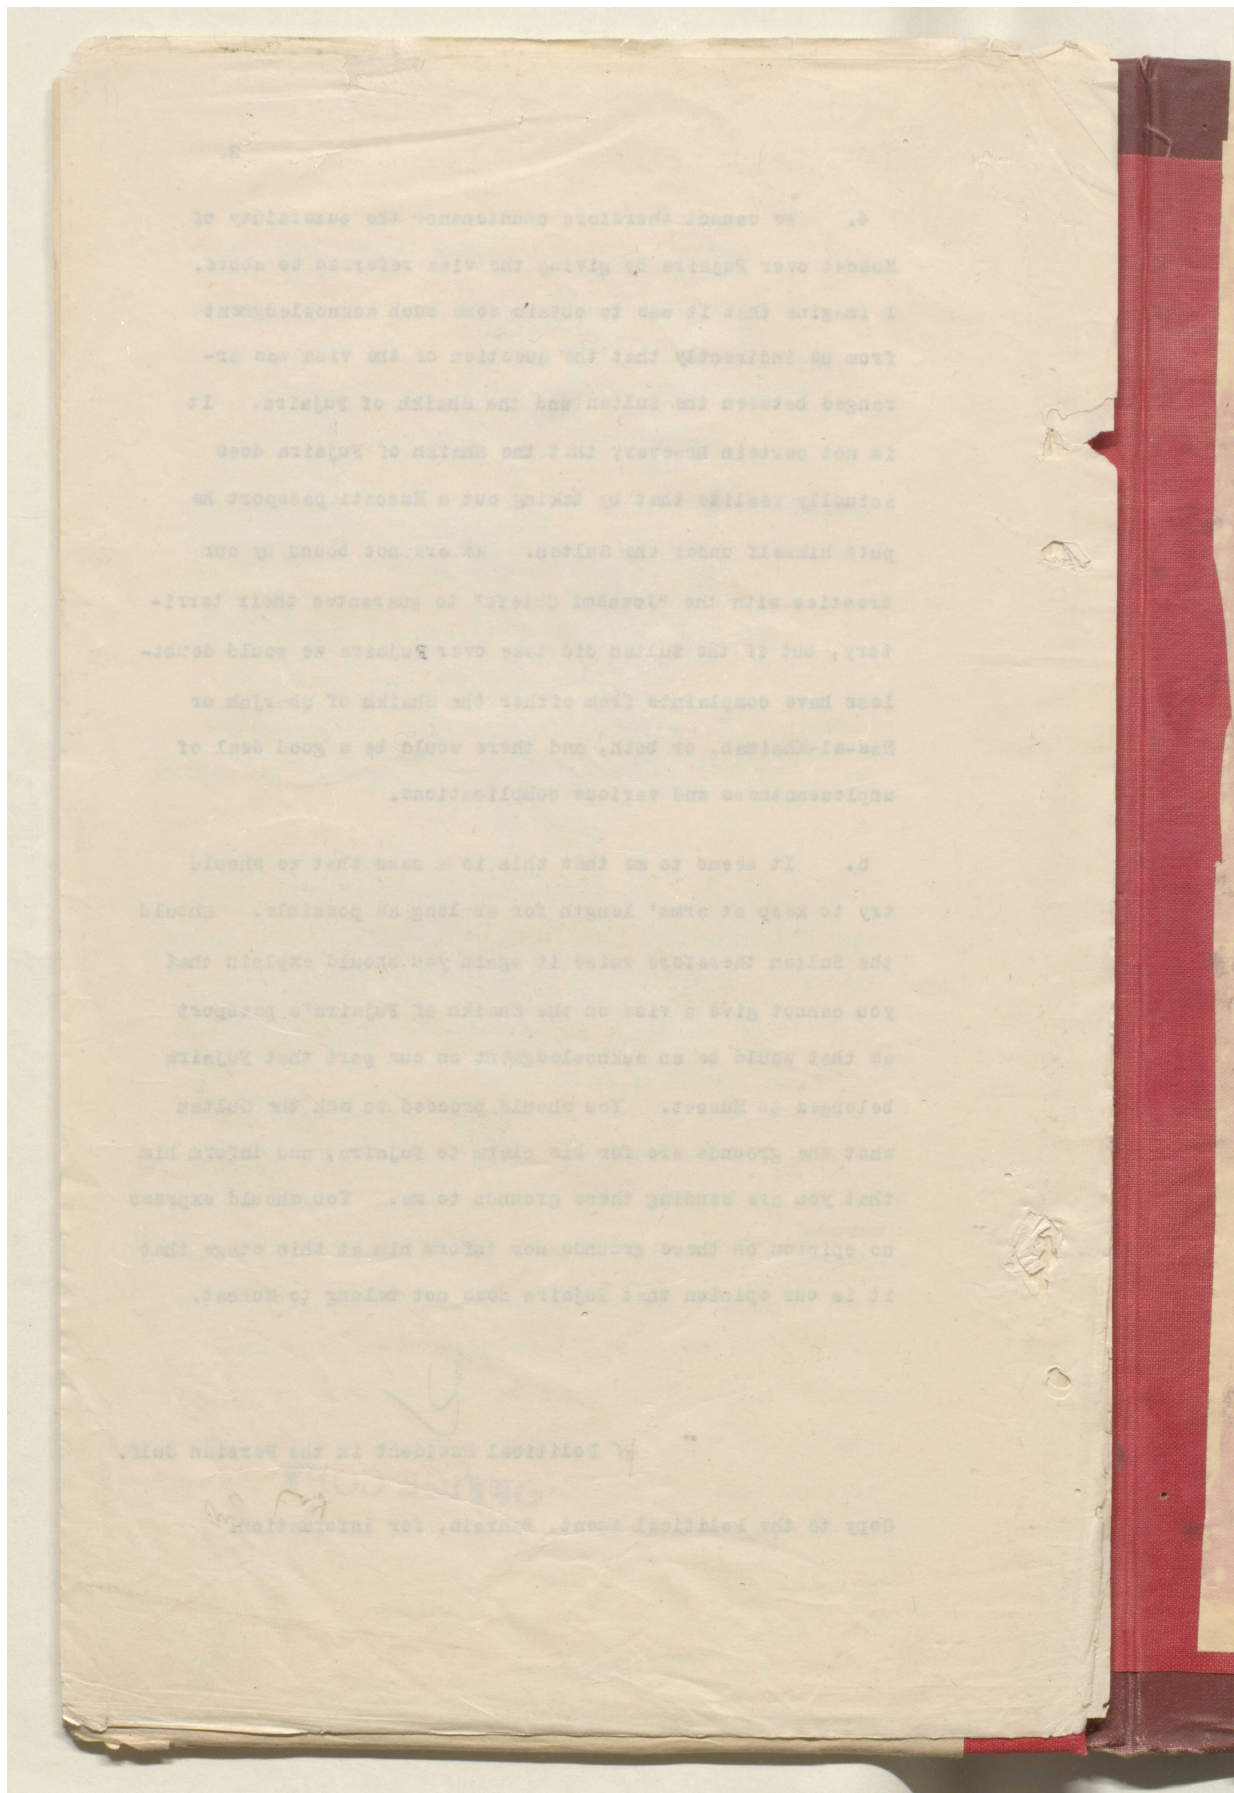 2.
4. We cannot therefore countenance the suzerainty of
Muscat over Fujaira by giving the visa referred to above.
I imagine that it was to obtain some such acknowledgment
from us indirectly that the question of the visa was ar-
ranged between the Sultan and the Shaikh of Fujaira. It
is not certain however that the Shaikh of Fujaira does
actually realise that by taking out a Muscati passport he
puts himself under the Sultan. We are not bound by our
treaties with the "Jowasmi Chiefs" to guarantee their terri-
tory, but if the Sultan did take over Fujaira we would doubt-
less have complaints from either the Shaikh of Sharjah or
Ras-al-Khaimah, or both, and there would be a good deal of
unpleasantness and various complications.
5. It seems to me that this is a case that we should
try to keep at arms' length for as long as possible. Should
the Sultan therefore raise it again you should explain that
you cannot give a visa on the Shaikh of Fujaira's passport
as that would be an acknowledgment on our part that Fujaira
belonged to Muscat. You should proceed to ask the Sultan
what the grounds are for his claim to Fujaira, and inform him
that you are sending these grounds to me. You should express
no opinion on these grounds nor inform him at this stage that
it is our opinion that Fujaira does not belong to Muscat.
Political Resident in the Persian Gulf.
Copy to the Political Agent, Bahrain, for information.